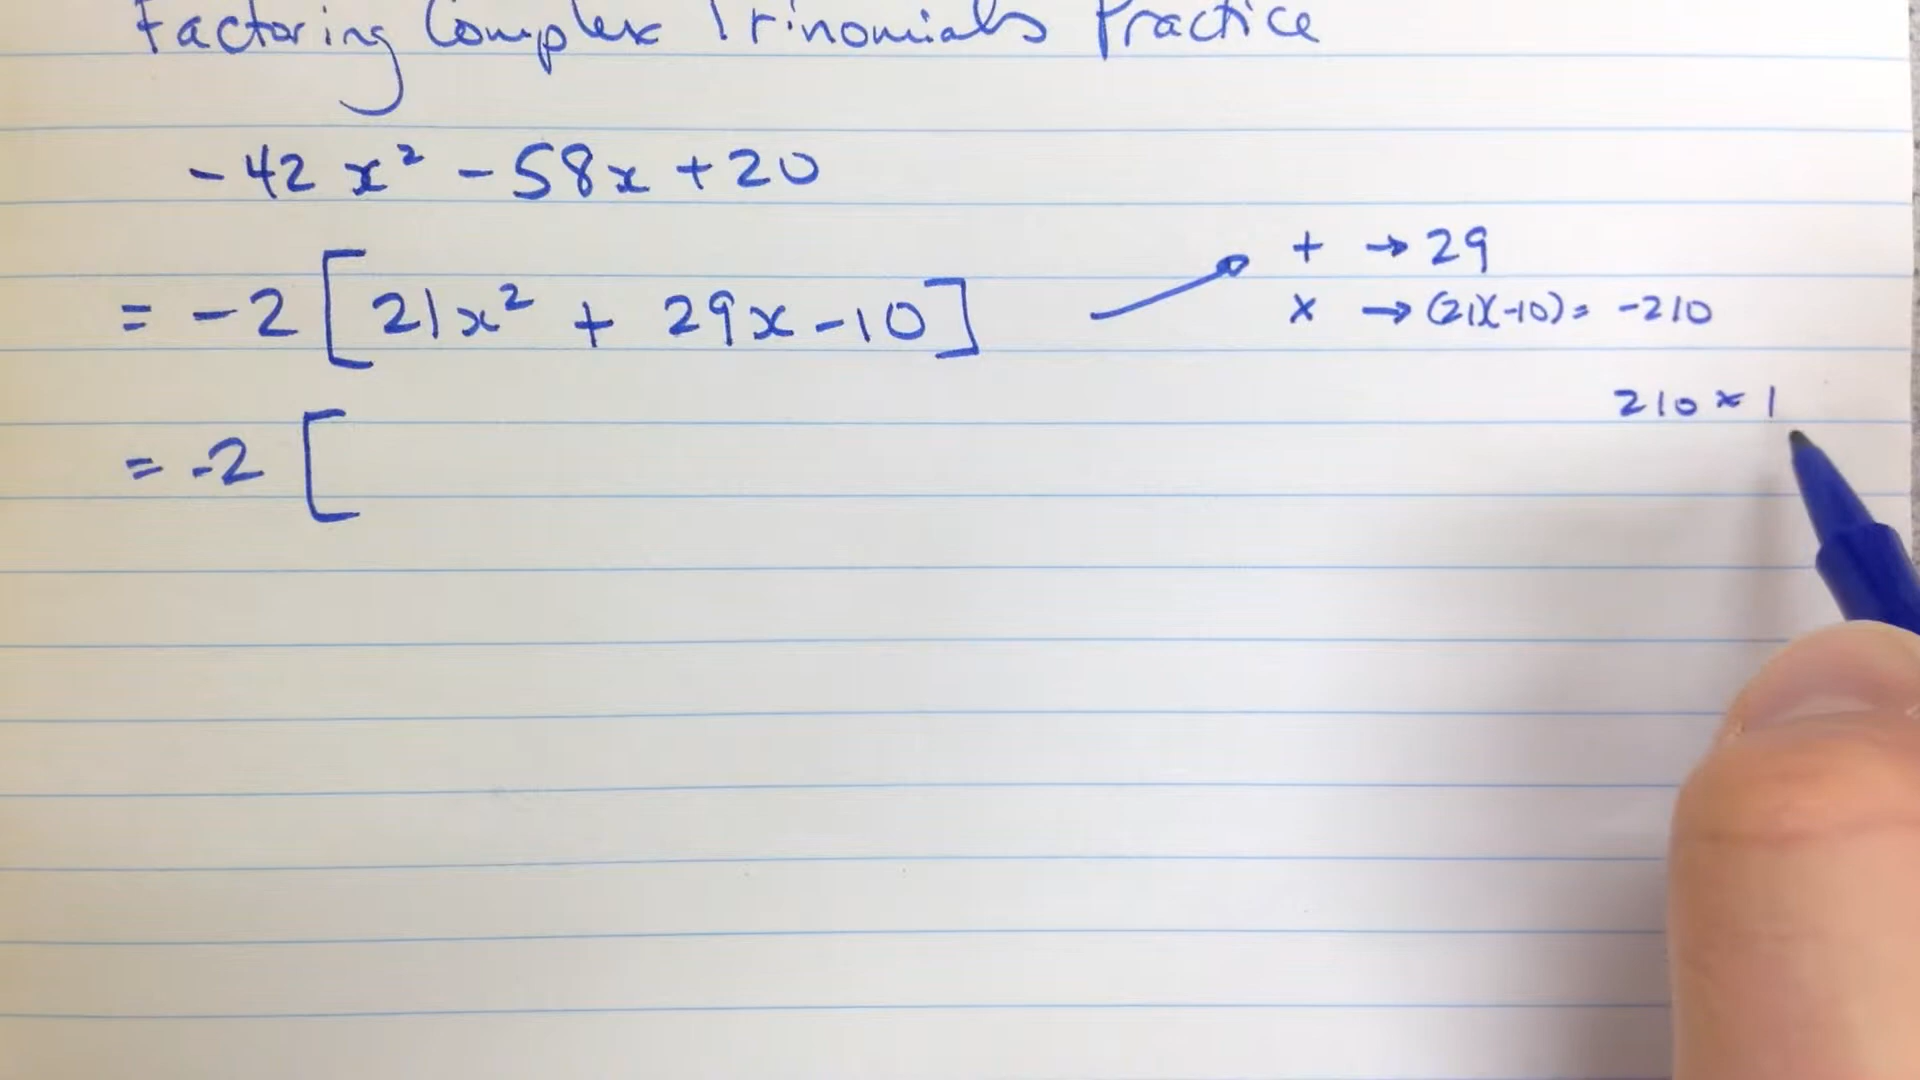 Factoring Complex Trinomials Practice
-42x² -58x +20
= -2[21x² + 29x -10]
+ → 29
x → (21)(-10) = -210
210 × 1
= -2[